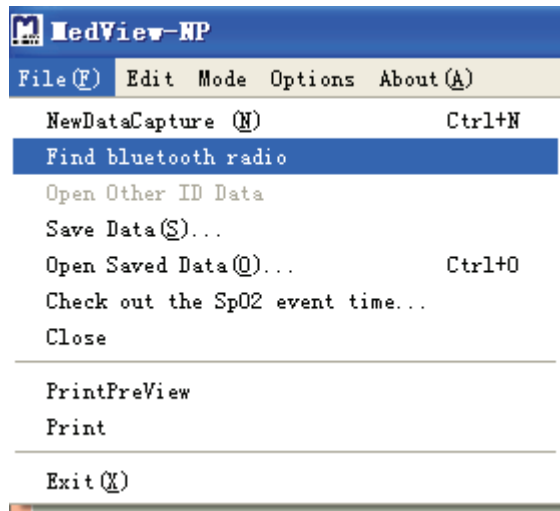 MedView-NP
File(F) Edit Mode Options About(A)
NewDataCapture (N) Ctrl+N
Find bluetooth radio
Open Other ID Data
Save Data(S)...
Open Saved Data(O)... Ctrl+O
Check out the SpO2 event time...
Close
PrintPreView
Print
Exit(X)